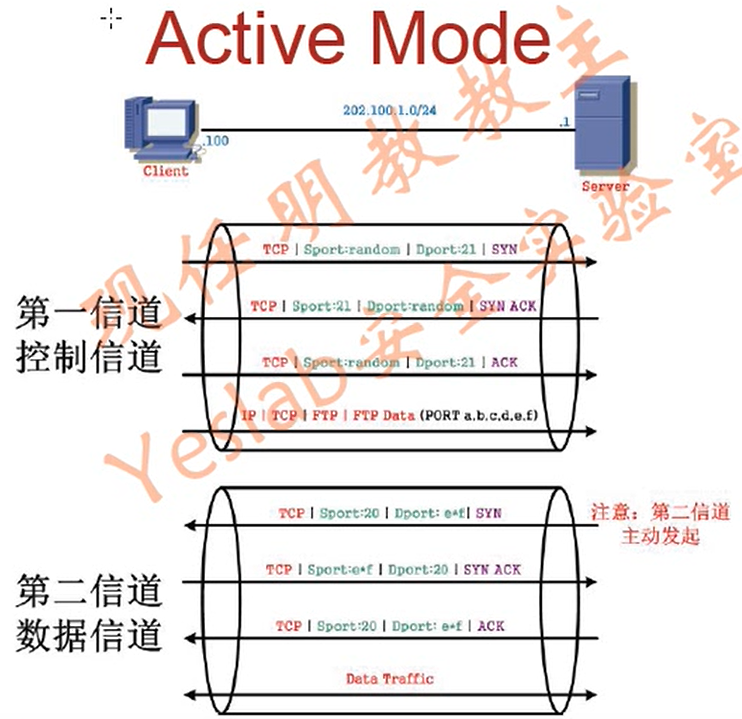 Active Mode
202.100.1.0/24
.1
.100
Client
Server
TCP | Sport:random | Dport:21 | SYN
TCP | Sport:21 | Dport:random | SYN ACK
第一信道
控制信道
TCP | Sport:random | Dport:21 | ACK
IP | TCP | FTP | FTP Data (PORT a,b,c,d,e,f)
TCP | Sport:20 | Dport: e*f | SYN
注意：第二信道
主动发起
TCP | Sport:e*f | Dport:20 | SYN ACK
第二信道
数据信道
TCP | Sport:20 | Dport: e*f | ACK
Data Traffic
现任明教教主
Yeslab安全实验室